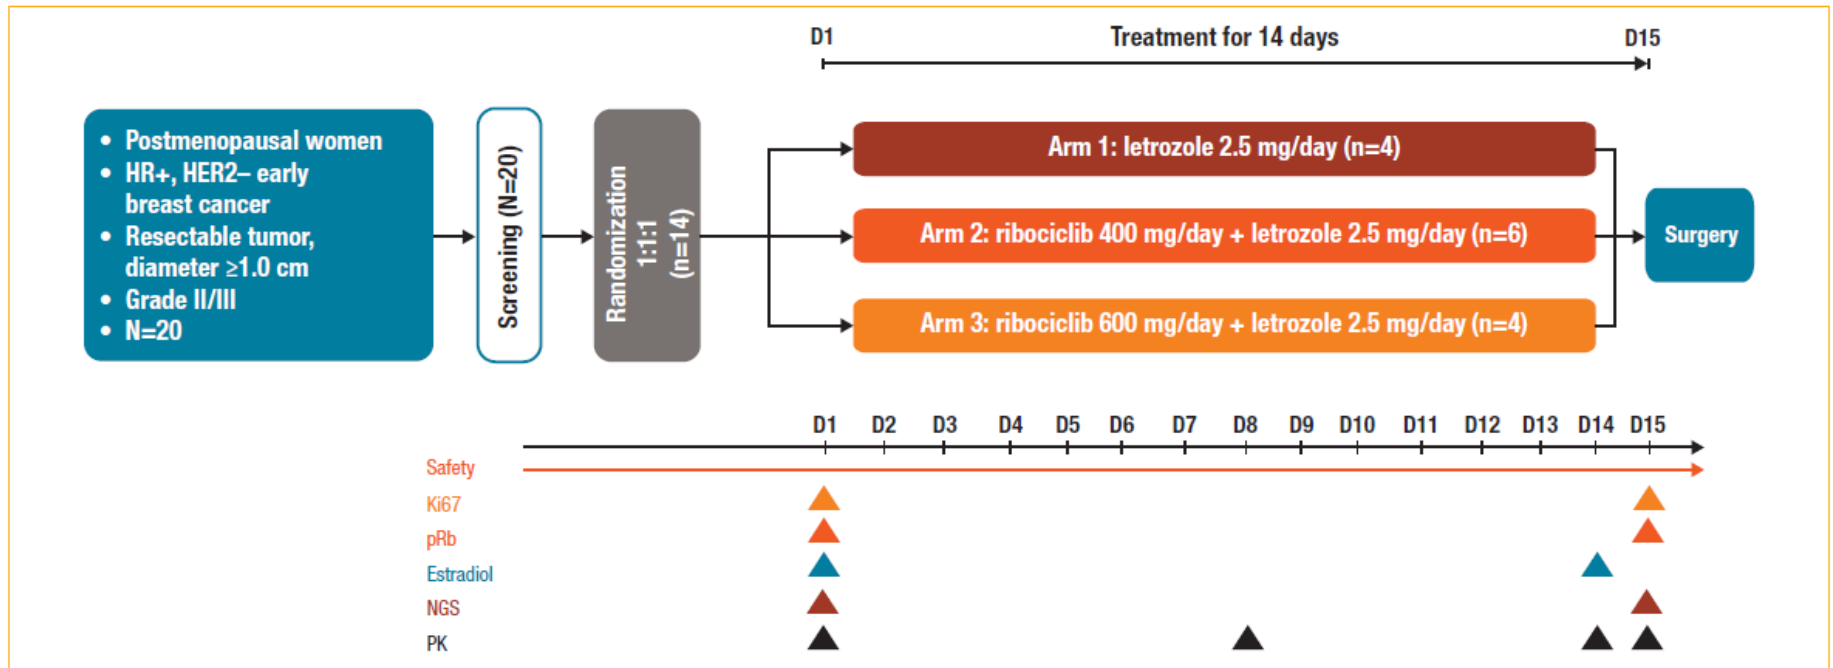 D1
Treatment for 14 days
D15
• Postmenopausal women
• HR+, HER2– early
breast cancer
• Resectable tumor,
diameter ≥1.0 cm
• Grade II/III
• N=20
Screening (N=20)
Randomization
1:1:1
(n=14)
Arm 1: letrozole 2.5 mg/day (n=4)
Arm 2: ribociclib 400 mg/day + letrozole 2.5 mg/day (n=6)
Arm 3: ribociclib 600 mg/day + letrozole 2.5 mg/day (n=4)
Surgery
D1 D2 D3 D4 D5 D6 D7 D8 D9 D10 D11 D12 D13 D14 D15
Safety
Ki67
pRb
Estradiol
NGS
PK